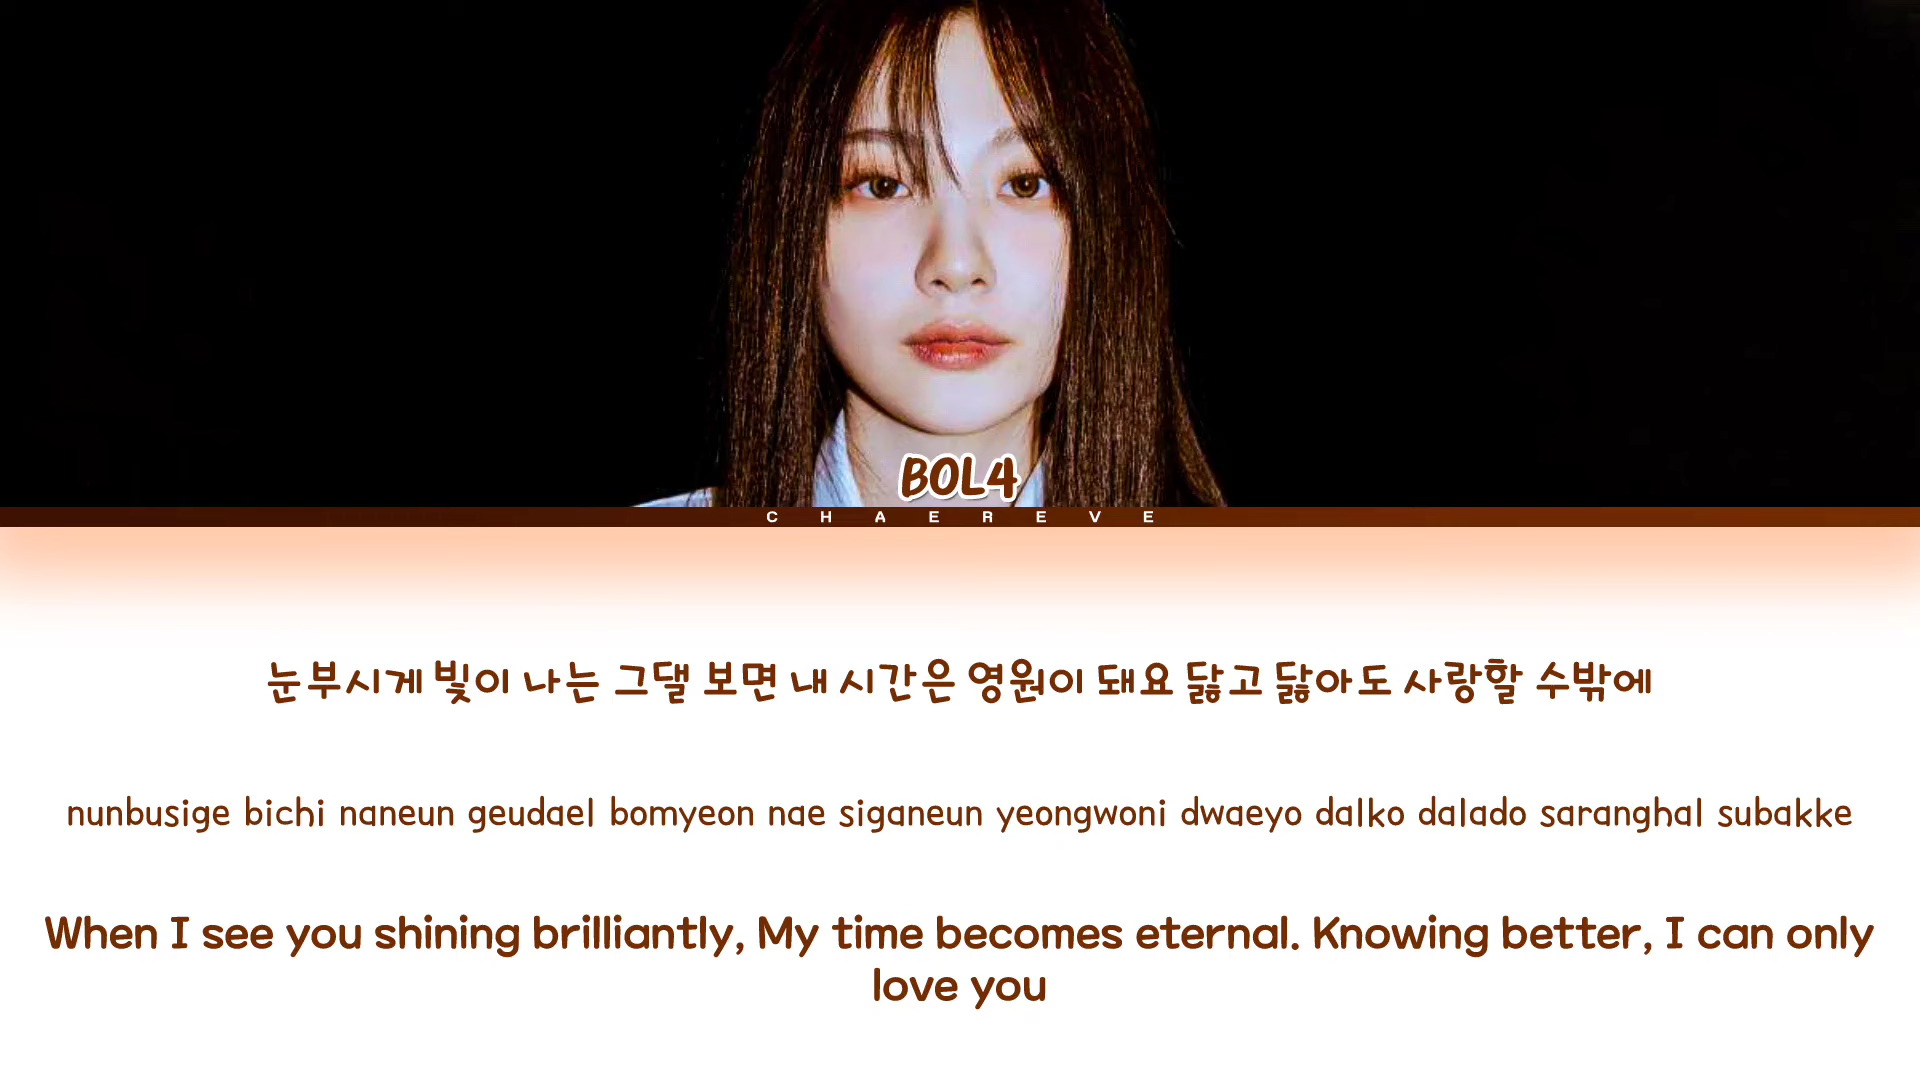 BOL4
CHAEREVE
눈부시게 빛이 나는 그댈 보면 내 시간은 영원이 돼요 닳고 닳아도 사랑할 수밖에
nunbusige bichi naneun geudael bomyeon nae siganeun yeongwoni dwaeyo dalko dalado saranghal subakke
When I see you shining brilliantly, My time becomes eternal. Knowing better, I can only
love you